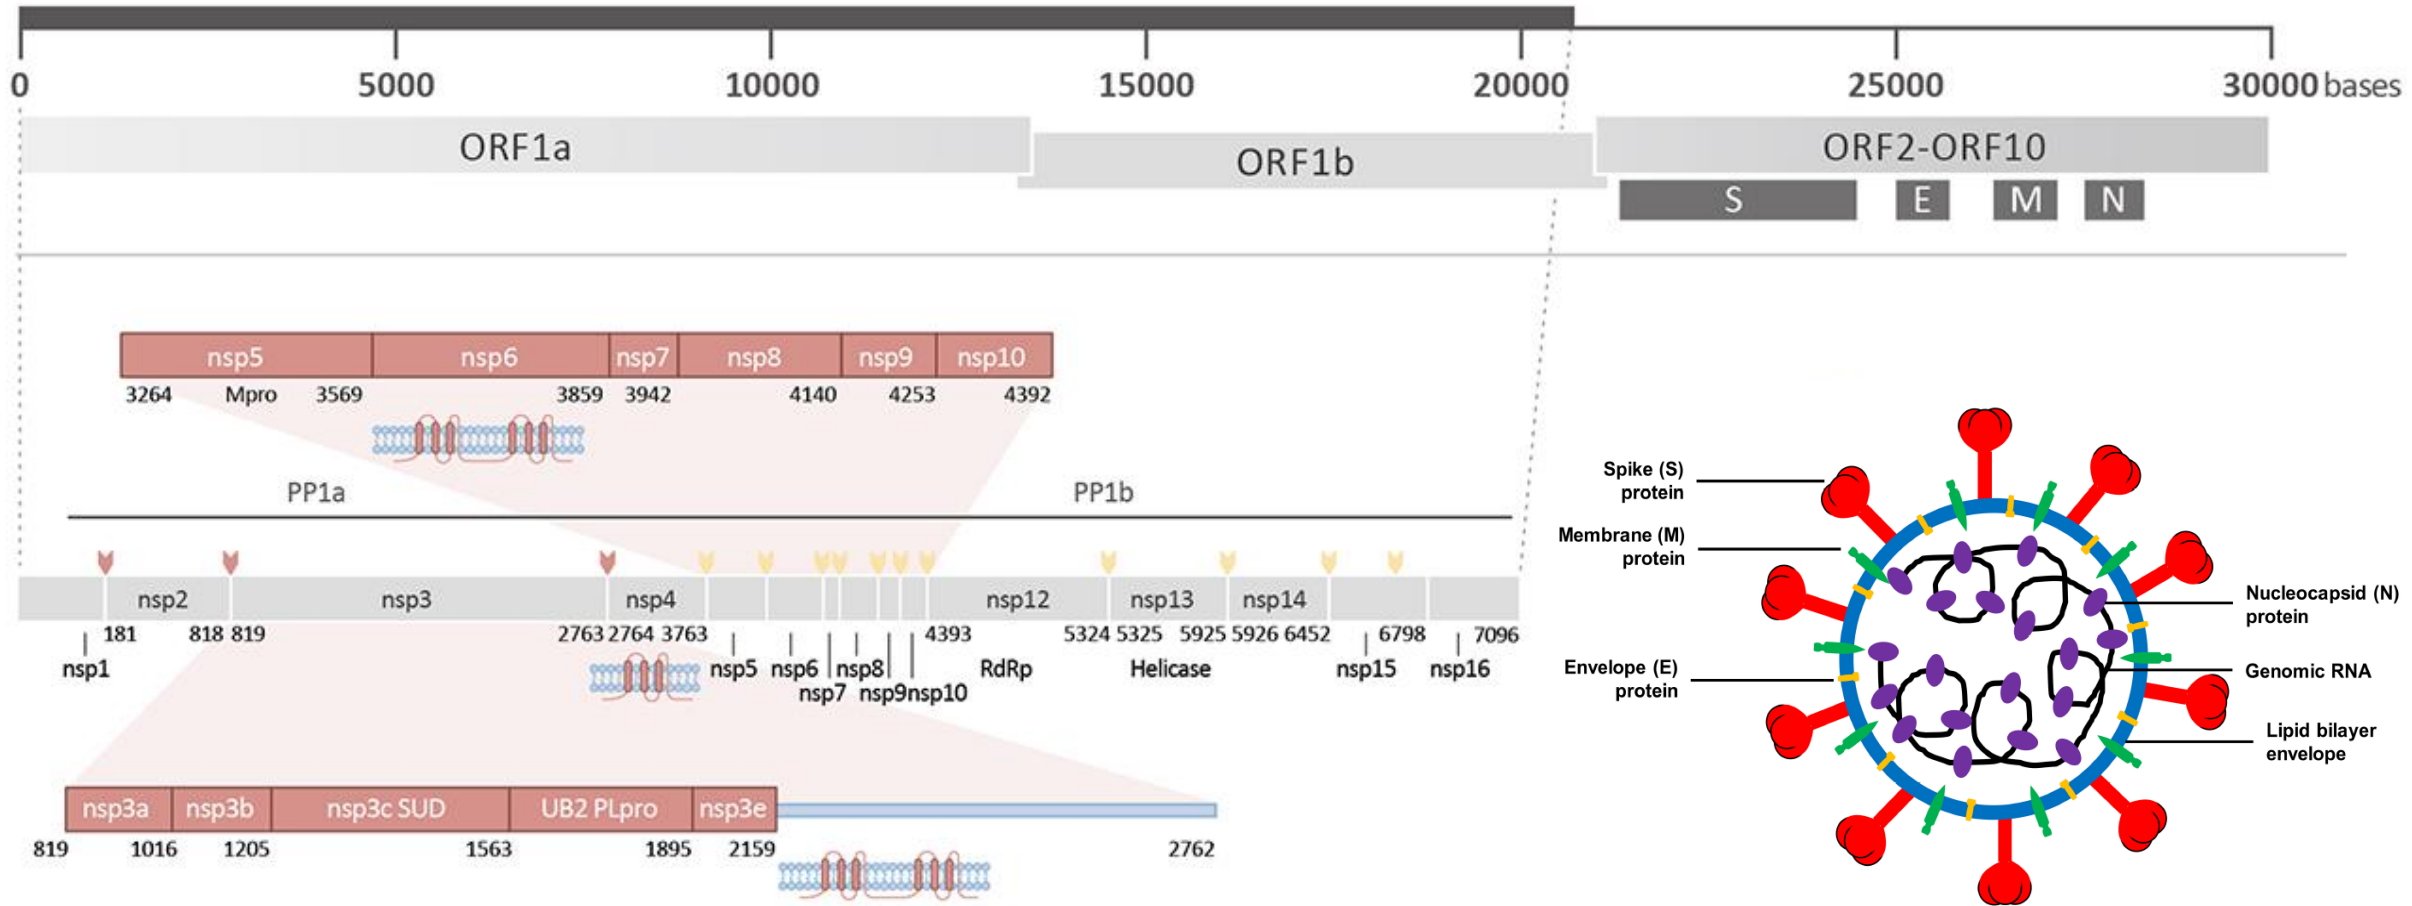 0 5000 10000 15000 20000 25000 30000 bases
ORF1a ORF1b ORF2-ORF10
S E M N
nsp5 nsp6 nsp7 nsp8 nsp9 nsp10
3264 Mpro 3569 3859 3942 4140 4253 4392
PP1a PP1b
nsp2 nsp3 nsp4 nsp12 nsp13 nsp14
181 818 819 2763 2764 3763 4393 5324 5325 5925 5926 6452 6798 7096
nsp1 nsp5 nsp6 nsp8 RdRp Helicase nsp15 nsp16
nsp7 nsp9 nsp10
nsp3a nsp3b nsp3c SUD UB2 PLpro nsp3e
819 1016 1205 1563 1895 2159 2762
Spike (S)
protein
Membrane (M)
protein
Envelope (E)
protein
Nucleocapsid (N)
protein
Genomic RNA
Lipid bilayer
envelope